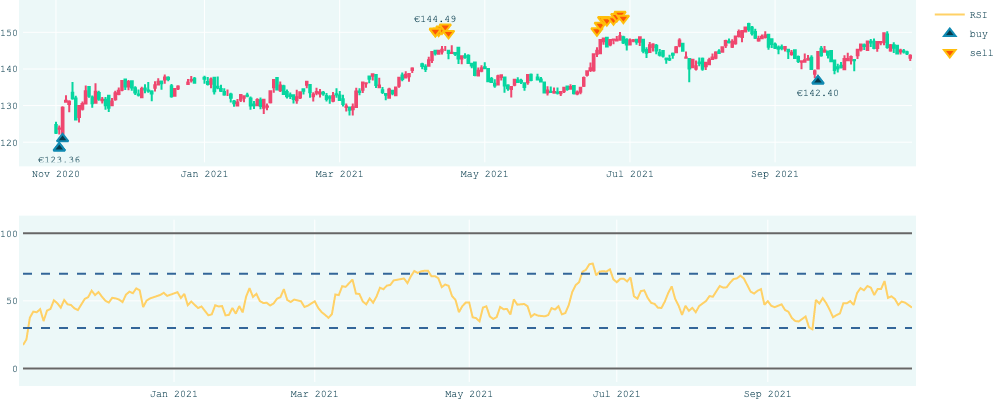 €144.49
RSI
buy
sell
150
140
130
120
€142.40
€123.36
Nov 2020
Jan 2021
Mar 2021
May 2021
Jul 2021
Sep 2021
100
50
0
Jan 2021
Mar 2021
May 2021
Jul 2021
Sep 2021